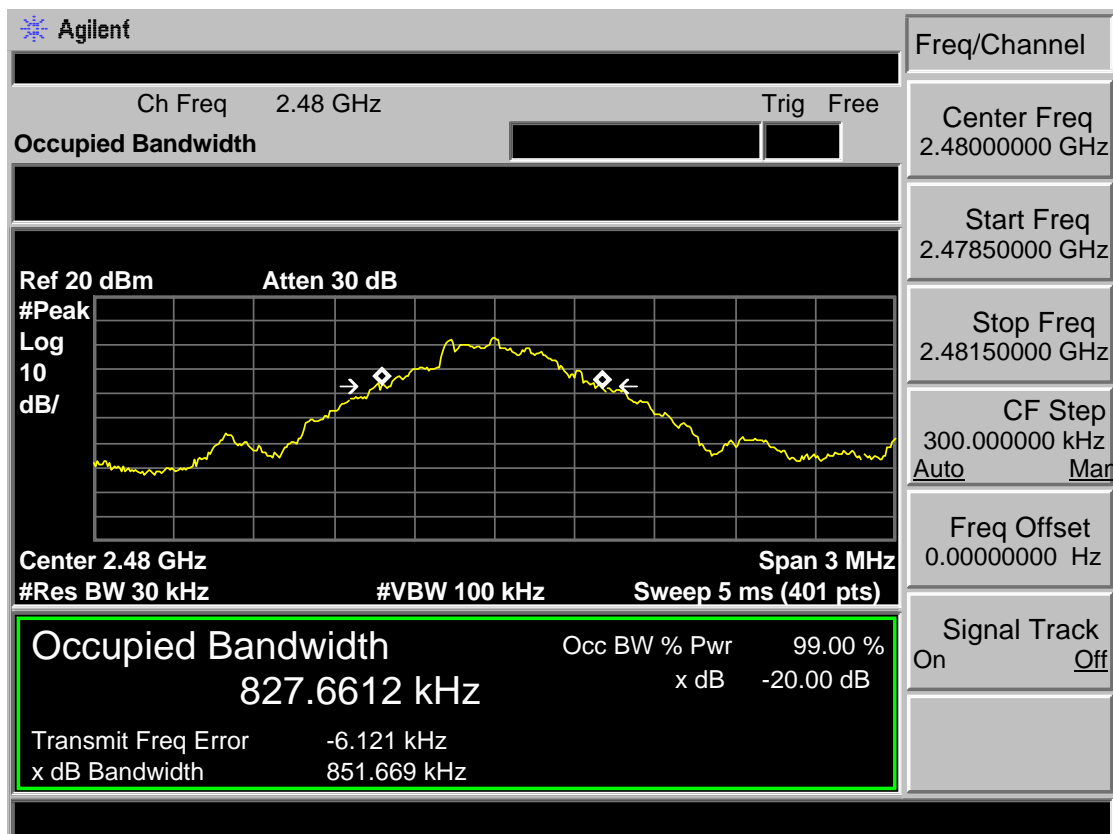 Agilent
Freq/Channel
Ch Freq 2.48 GHz Trig Free
Occupied Bandwidth
Center Freq
2.48000000 GHz
Start Freq
2.47850000 GHz
Ref 20 dBm Atten 30 dB
#Peak
Log
10
dB/
Stop Freq
2.48150000 GHz
CF Step
300.000000 kHz
Auto Man
Center 2.48 GHz Span 3 MHz
#Res BW 30 kHz #VBW 100 kHz Sweep 5 ms (401 pts)
Freq Offset
0.00000000 Hz
Occupied Bandwidth
827.6612 kHz
Occ BW % Pwr 99.00 %
x dB -20.00 dB
Transmit Freq Error -6.121 kHz
x dB Bandwidth 851.669 kHz
Signal Track
On Off